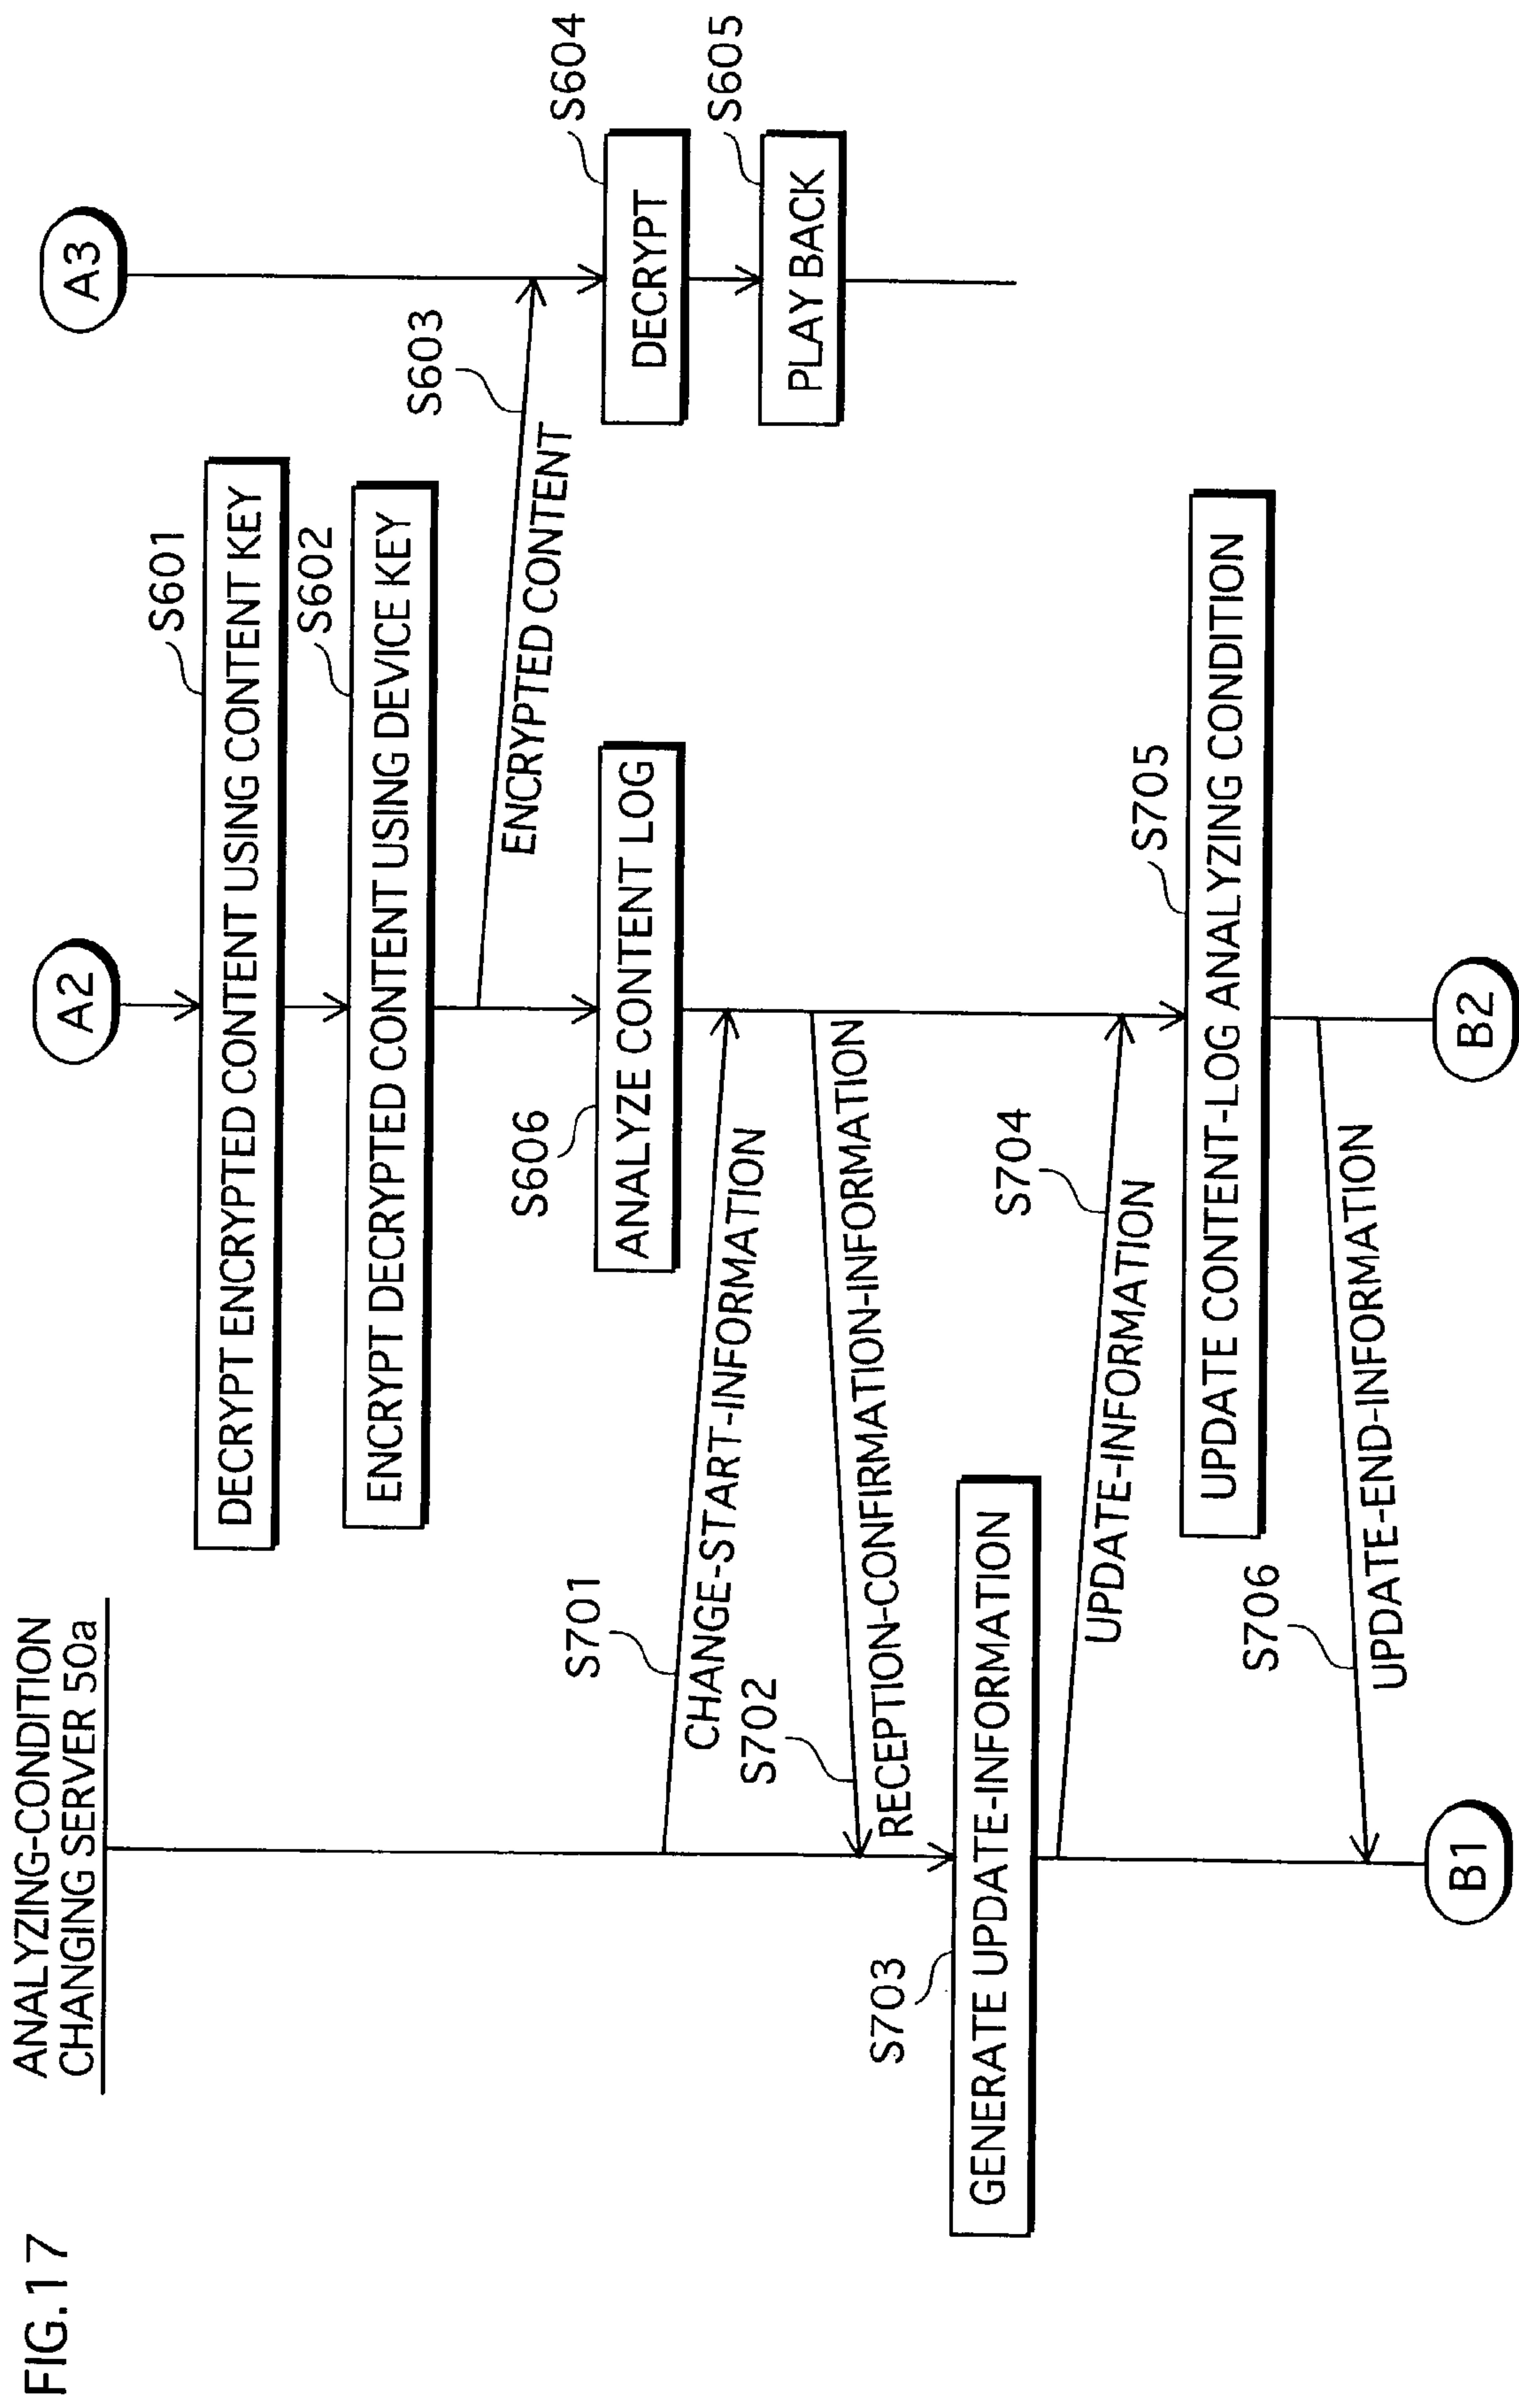 FIG.17
ANALYZING-CONDITION
CHANGING SERVER 50a
A2
A3
S601
DECRYPT ENCRYPTED CONTENT USING CONTENT KEY
S602
ENCRYPT DECRYPTED CONTENT USING DEVICE KEY
S603
ENCRYPTED CONTENT
S604
DECRYPT
S605
PLAY BACK
S606
ANALYZE CONTENT LOG
S701
CHANGE-START-INFORMATION
S702
RECEPTION-CONFIRMATION-INFORMATION
S703
GENERATE UPDATE-INFORMATION
S704
UPDATE-INFORMATION
S705
UPDATE CONTENT-LOG ANALYZING CONDITION
S706
UPDATE-END-INFORMATION
B1
B2